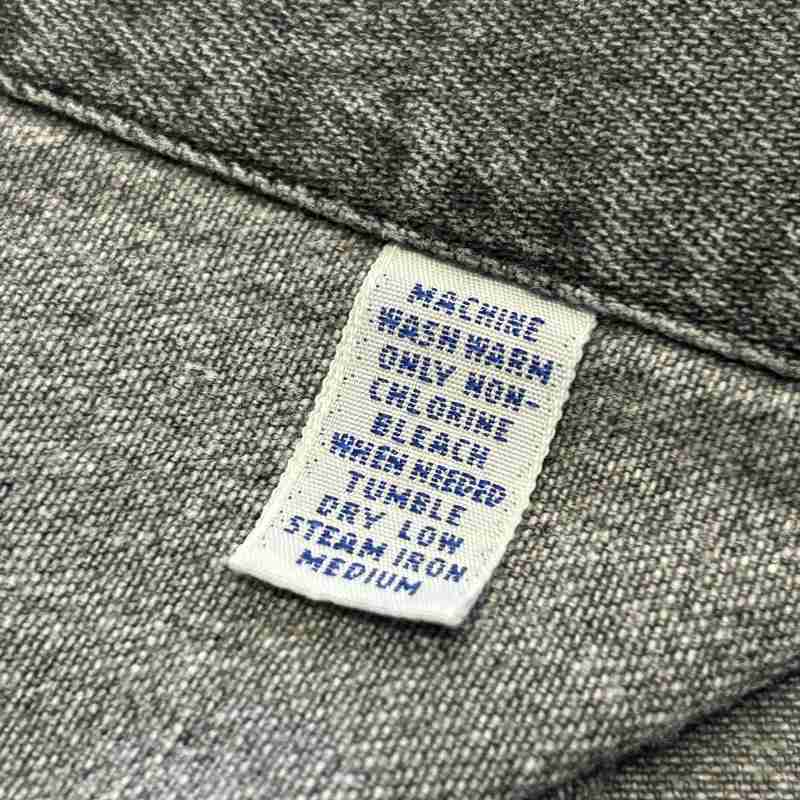 MACHINE
WASH WARM
ONLY NON-
CHLORINE
BLEACH
WHEN NEEDED
TUMBLE
DRY LOW
STEAM IRON
MEDIUM